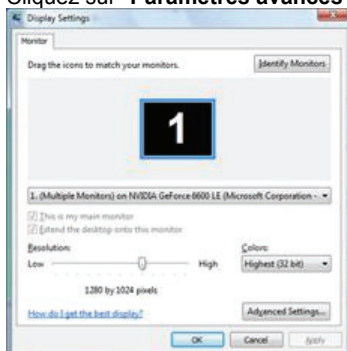 Cliquez sur "Paramètres avancés
Display Settings
Monitor
Drag the icons to match your monitors.
Identify Monitors
1
1. (Multiple Monitors) on NVIDIA GeForce 6600 LE (Microsoft Corporation -
This is my main monitor
Extend the desktop onto this monitor
Resolution:
Colors:
Low
High
Highest (32 bit)
1280 by 1024 pixels
How do I get the best display?
Advanced Settings...
OK
Cancel
Apply